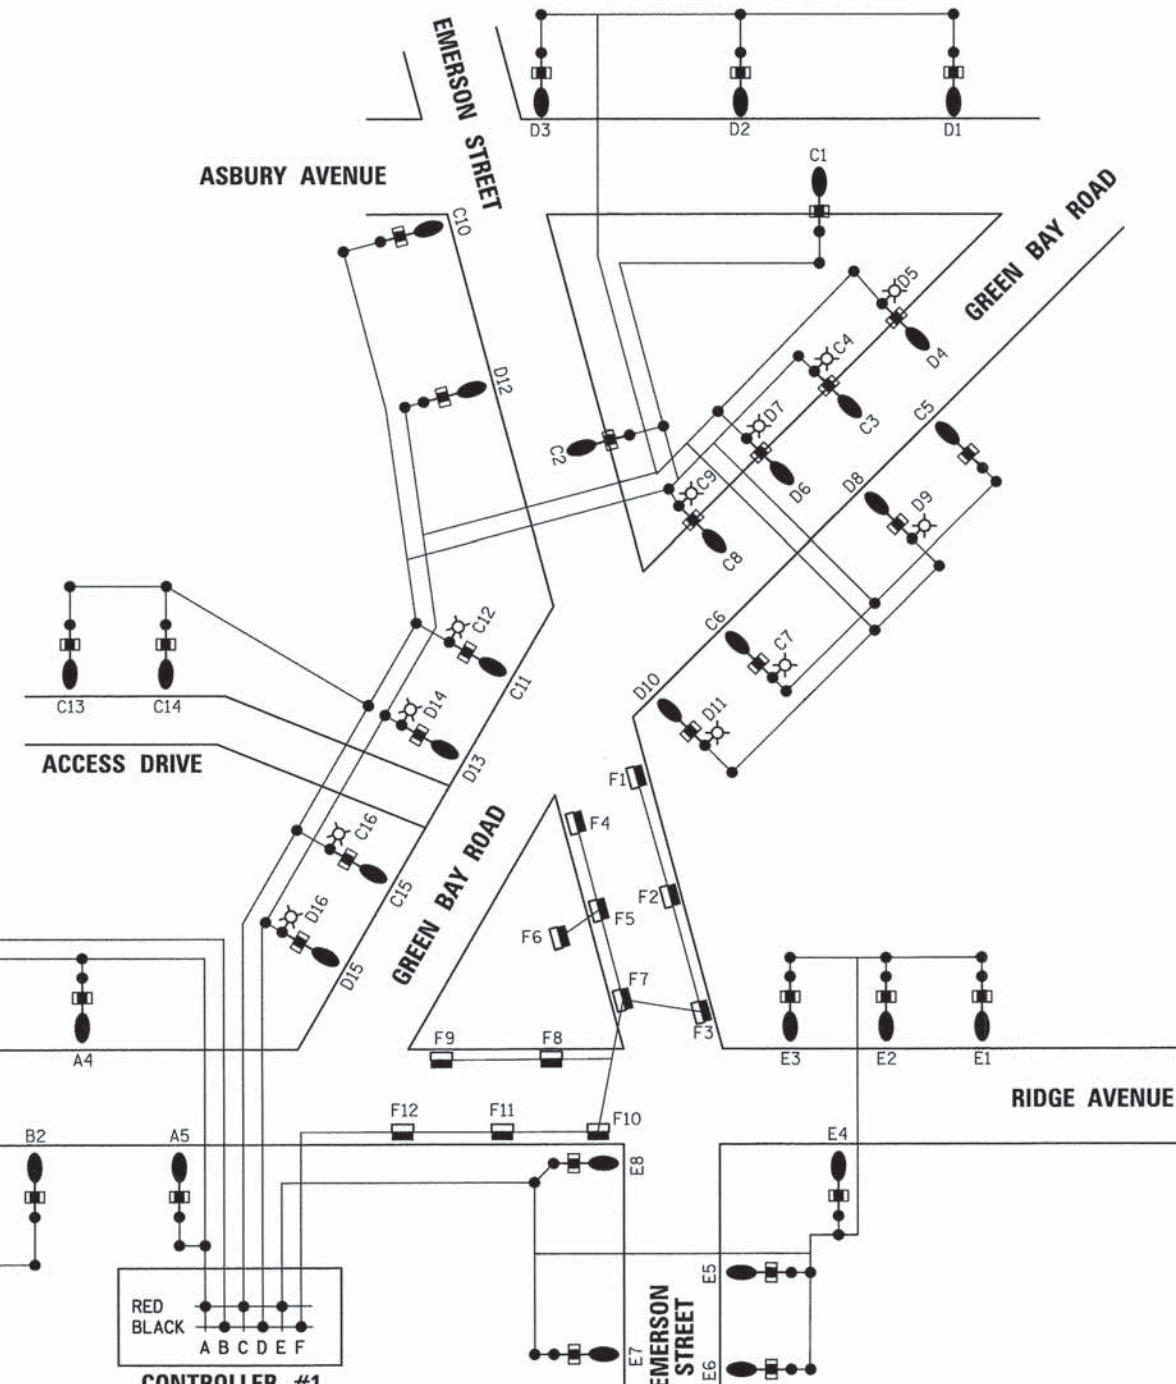 EMERSON STREET
D3
D2
D1
ASBURY AVENUE
C1
C10
GREEN BAY ROAD
D5
D4
D12
C4
C3
C5
D7
D6
C2
C9
C8
D8
D9
C12
C11
C6
C7
D14
D13
D10
D11
C13
C14
ACCESS DRIVE
F1
F4
C16
C15
GREEN BAY ROAD
F2
F5
F6
D16
D15
F7
F3
A4
F9
F8
E3
E2
E1
RIDGE AVENUE
F12
F11
F10
B2
A5
E4
E8
E5
EMERSON
STREET
RED
BLACK
A B C D E F
E7
E6
CONTROLLER #1